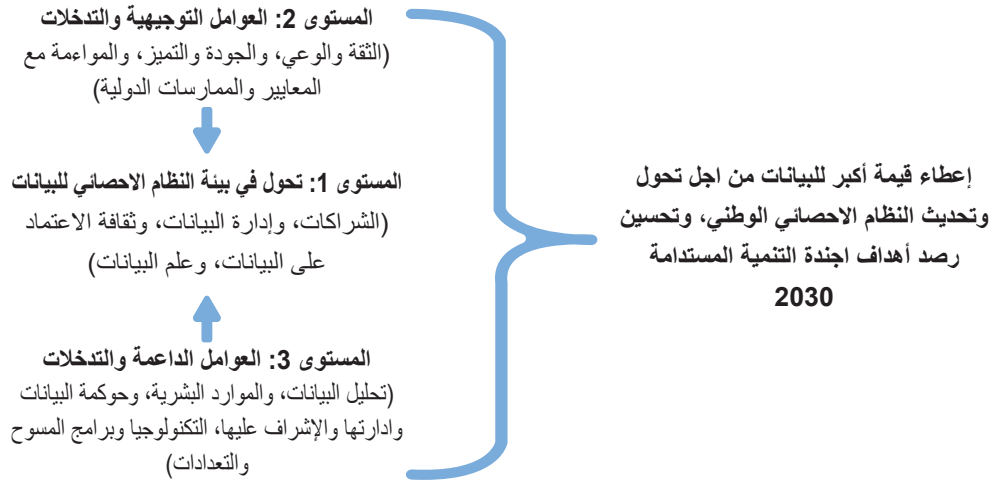 المستوى 2: العوامل التوجيهية والتدخلات
(الثقة والوعي، والجودة والتميز، والمواءمة مع
المعايير والممارسات الدولية)
المستوى 1: تحول في بيئة النظام الاحصائي للبيانات
(الشراكات، وإدارة البيانات، وثقافة الاعتماد
على البيانات، وعلم البيانات)
المستوى 3: العوامل الداعمة والتدخلات
(تحليل البيانات، والموارد البشرية، وحوكمة البيانات
وادارتها والإشراف عليها، التكنولوجيا وبرامج المسوح
والتعدادات)
إعطاء قيمة أكبر للبيانات من اجل تحول
وتحديث النظام الاحصائي الوطني، وتحسين
رصد أهداف اجندة التنمية المستدامة
2030